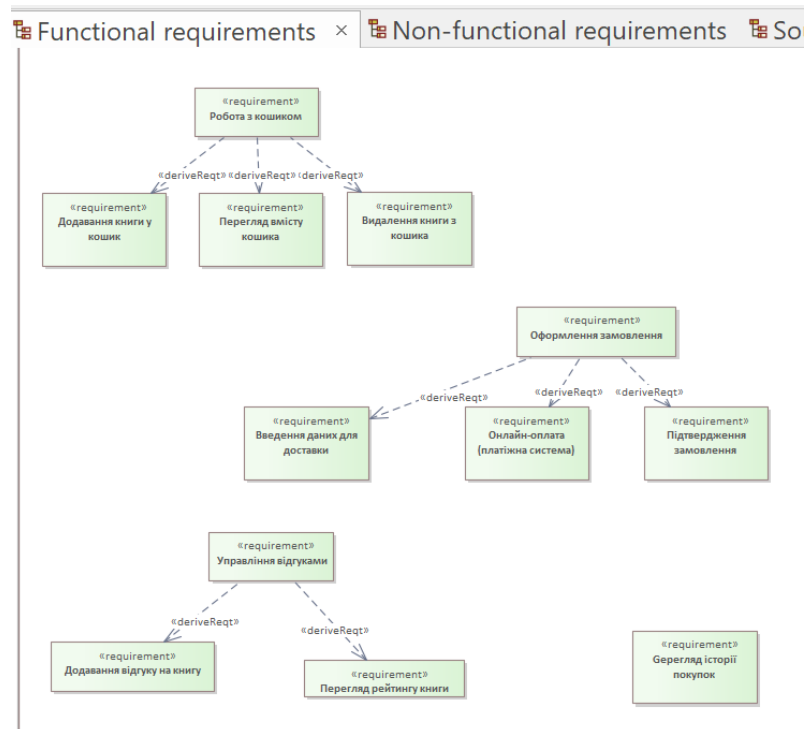 Functional requirements × Non-functional requirements So
«requirement»
Робота з кошиком
«deriveReqt» «deriveReqt» «deriveReqt»
«requirement»
Додавання книги у
кошик
«requirement»
Перегляд вмісту
кошика
«requirement»
Видалення книги з
кошика
«requirement»
Оформлення замовлення
«deriveReqt» «deriveReqt» «deriveReqt»
«requirement»
Введення даних для
доставки
«requirement»
Онлайн-оплата
(платіжна система)
«requirement»
Підтвердження
замовлення
«requirement»
Управління відгуками
«deriveReqt» «deriveReqt»
«requirement»
Додавання відгуку на книгу
«requirement»
Перегляд рейтингу книги
«requirement»
Gерегляд історії
покупок